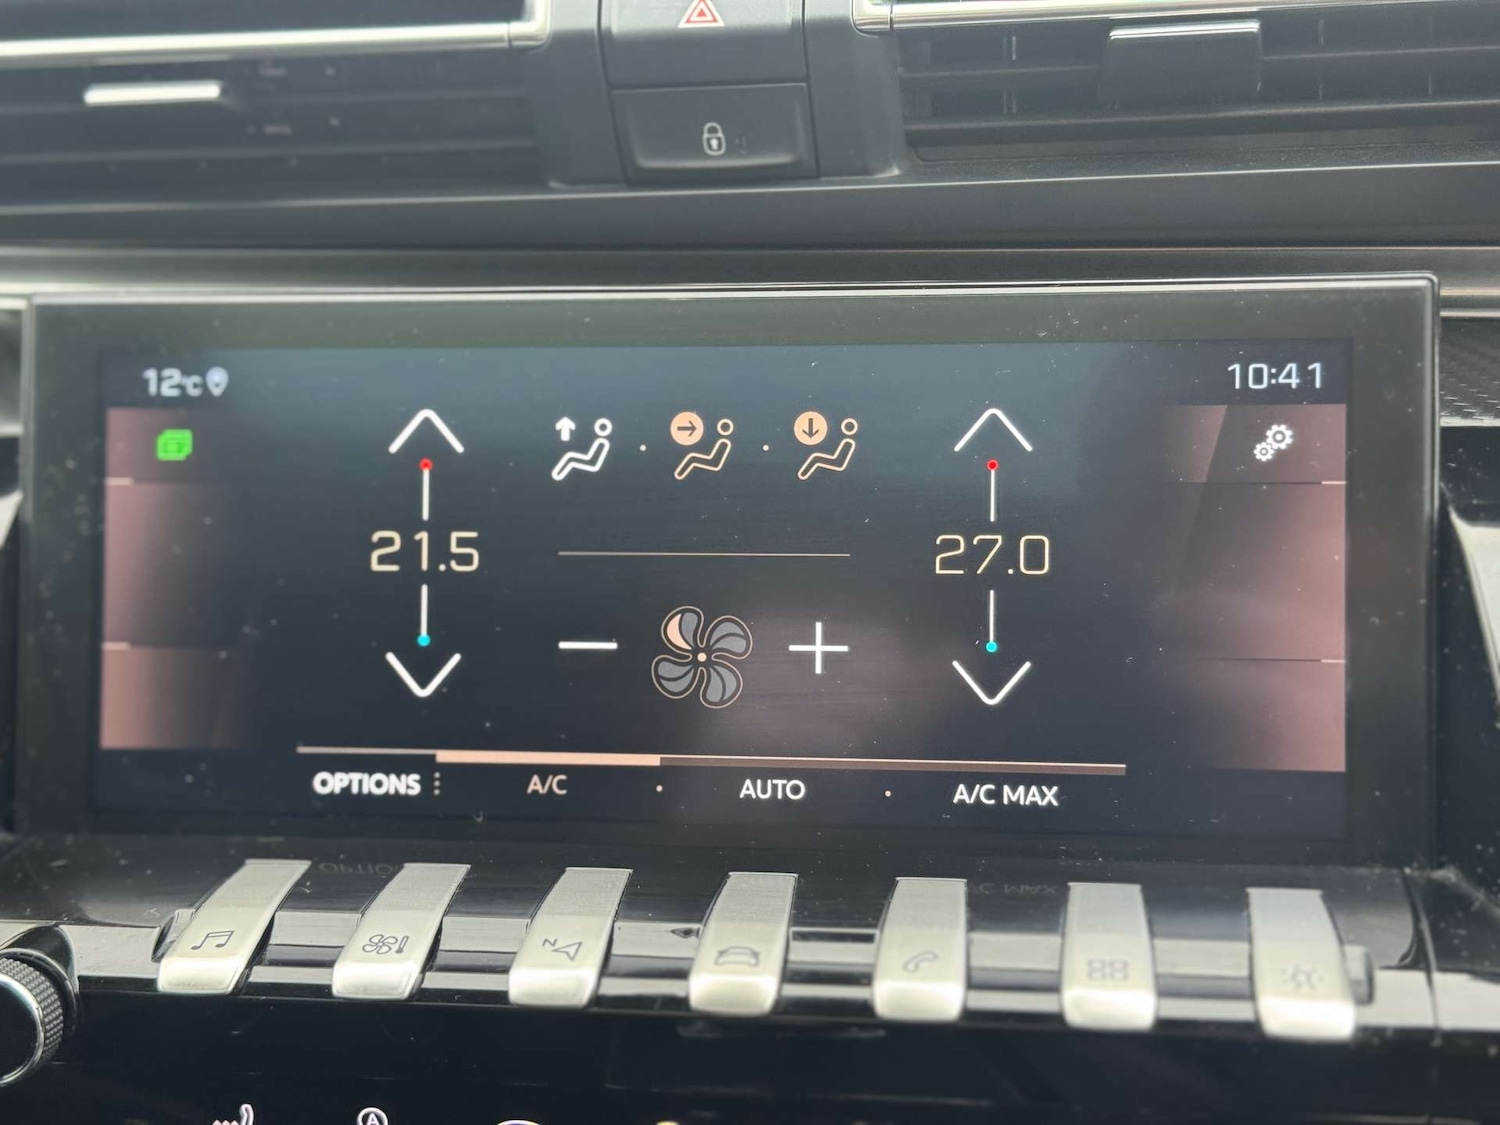 12°C
10:41
21.5
27.0
OPTIONS
A/C
AUTO
A/C MAX
N
A